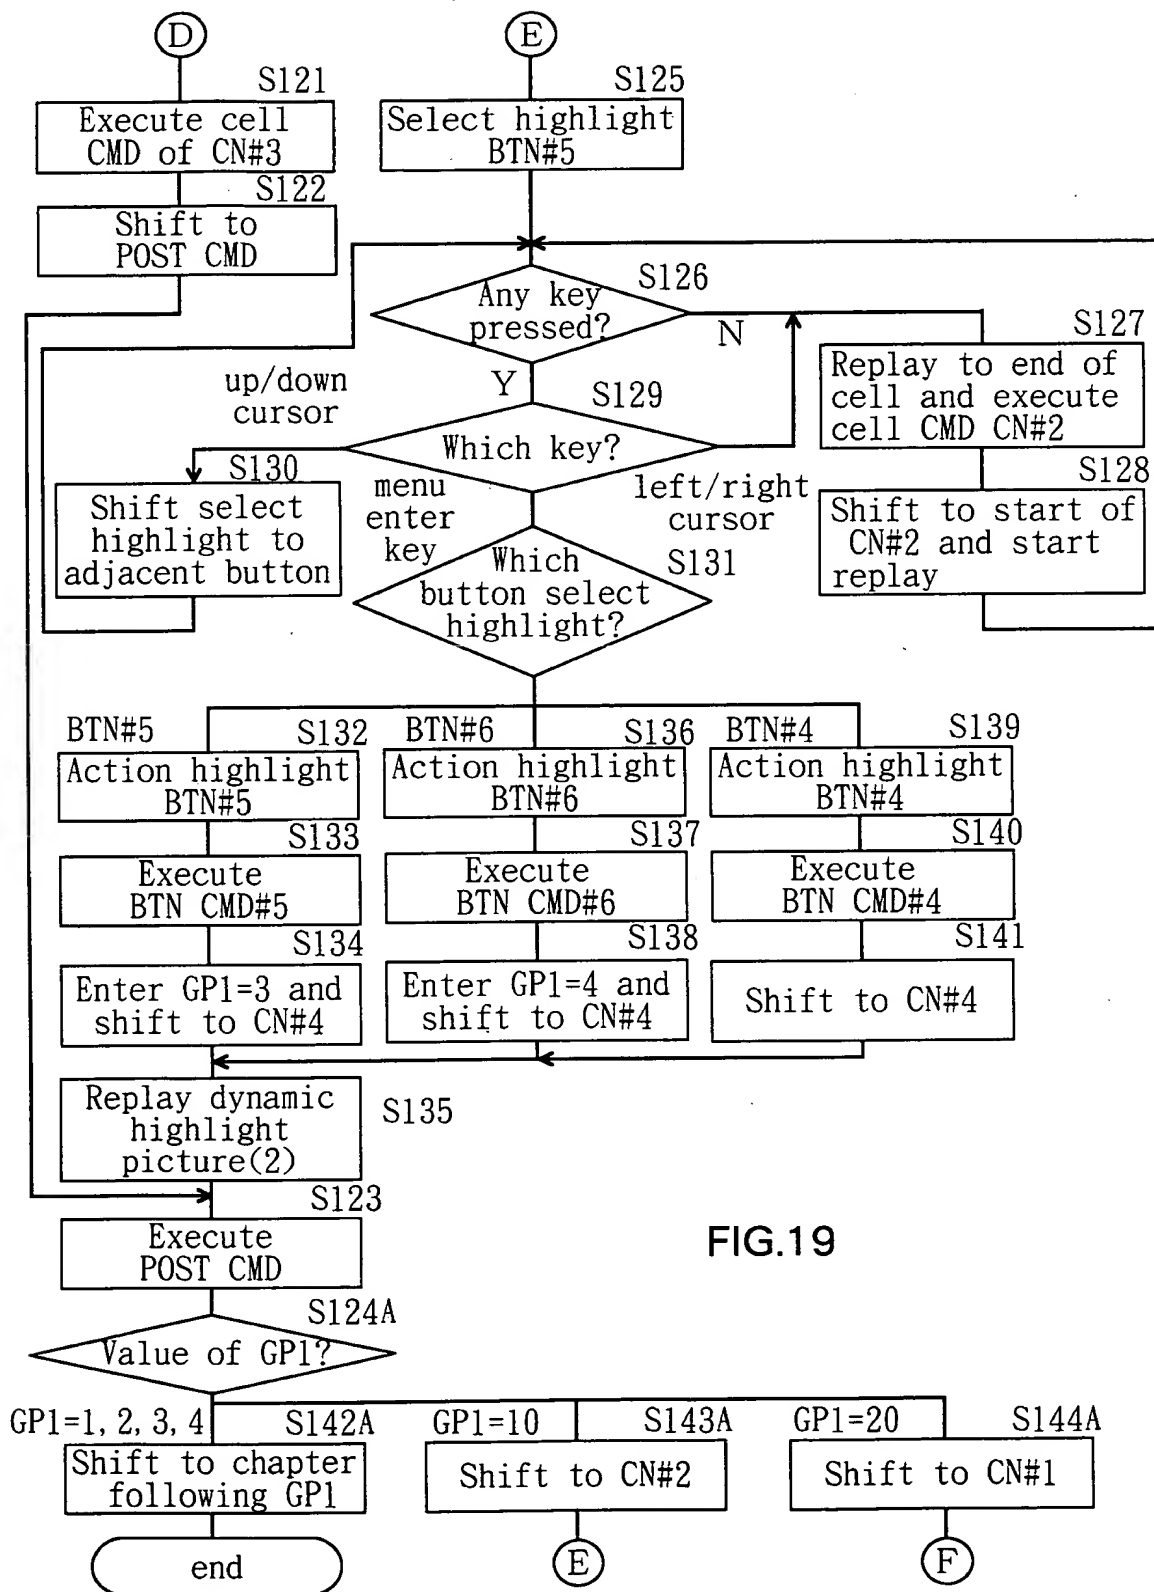 D
E
S121
Execute cell
CMD of CN#3
S122
Shift to
POST CMD
S125
Select highlight
BTN#5
S126
Any key
pressed?
N
Y
S127
Replay to end of
cell and execute
cell CMD CN#2
S128
Shift to start of
CN#2 and start
replay
S129
Which key?
up/down
cursor
menu
enter
key
left/right
cursor
S130
Shift select
highlight to
adjacent button
S131
Which
button select
highlight?
BTN#5
S132
Action highlight
BTN#5
S133
Execute
BTN CMD#5
S134
Enter GP1=3 and
shift to CN#4
BTN#6
S136
Action highlight
BTN#6
S137
Execute
BTN CMD#6
S138
Enter GP1=4 and
shift to CN#4
BTN#4
S139
Action highlight
BTN#4
S140
Execute
BTN CMD#4
S141
Shift to CN#4
Replay dynamic
highlight
picture(2)
S135
S123
Execute
POST CMD
FIG.19
S124A
Value of GP1?
GP1=1, 2, 3, 4
S142A
Shift to chapter
following GP1
end
GP1=10
S143A
Shift to CN#2
E
GP1=20
S144A
Shift to CN#1
F